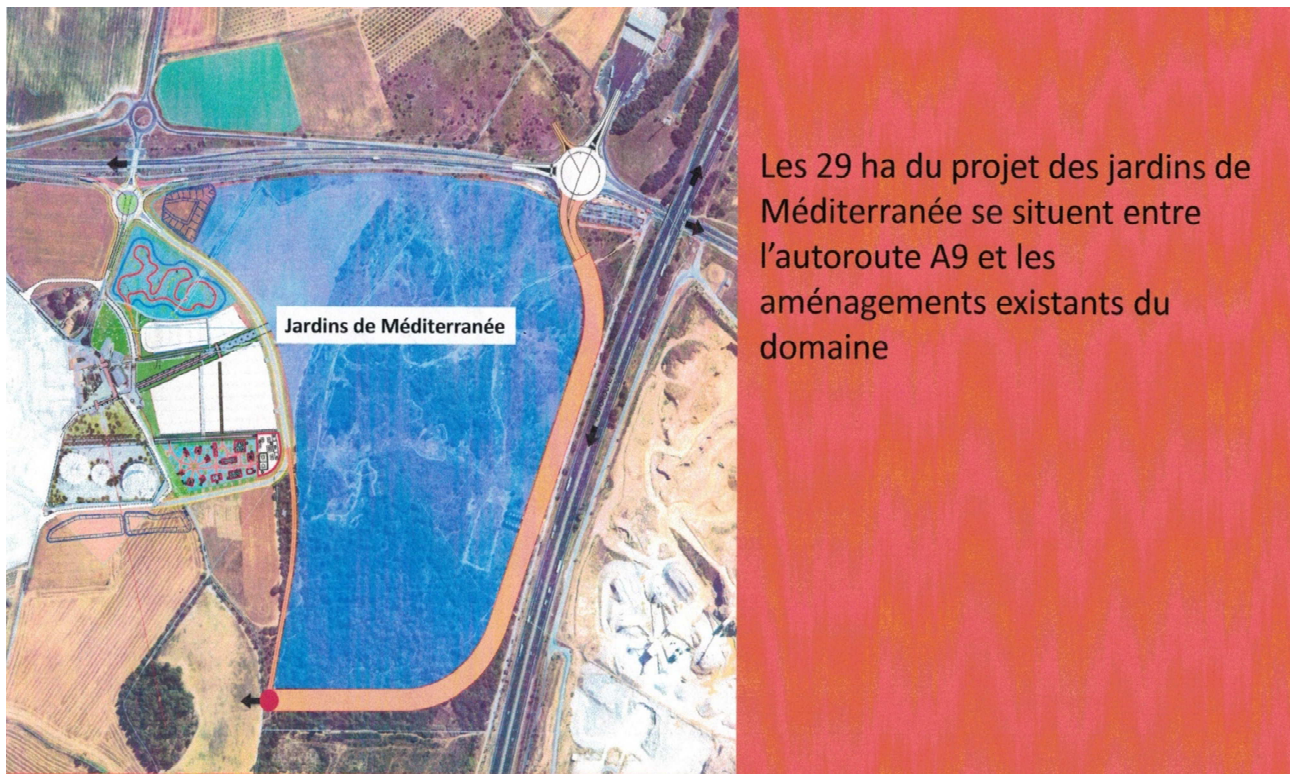 Jardins de Méditerranée
Les 29 ha du projet des jardins de
Méditerranée se situent entre
l'autoroute A9 et les
aménagements existants du
domaine